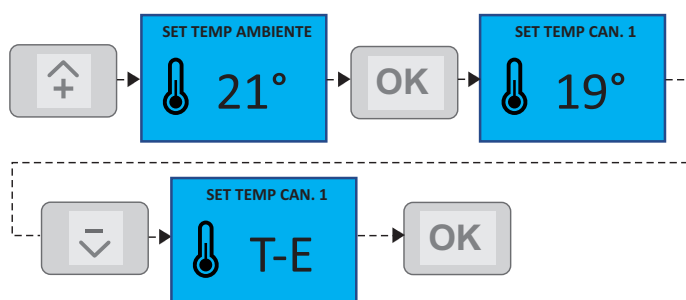 SET TEMP AMBIENTE
21°
OK
SET TEMP CAN. 1
19°
SET TEMP CAN. 1
T-E
OK